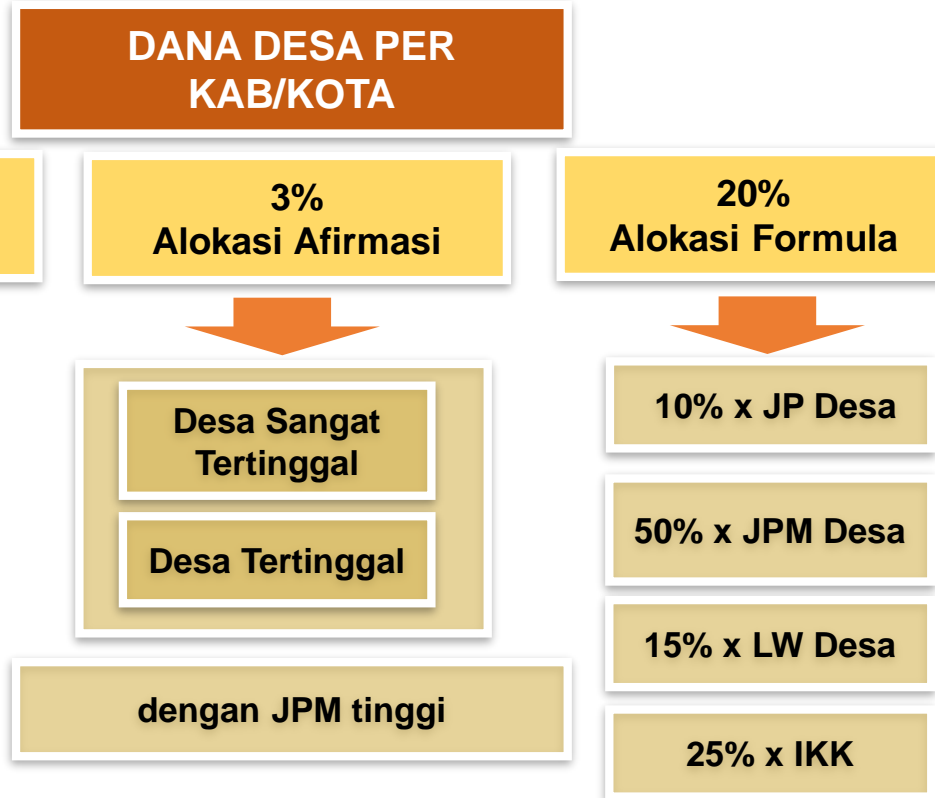 DANA DESA PER
KAB/KOTA
3%
Alokasi Afirmasi
20%
Alokasi Formula
Desa Sangat
Tertinggal
Desa Tertinggal
dengan JPM tinggi
10% x JP Desa
50% x JPM Desa
15% x LW Desa
25% x IKK